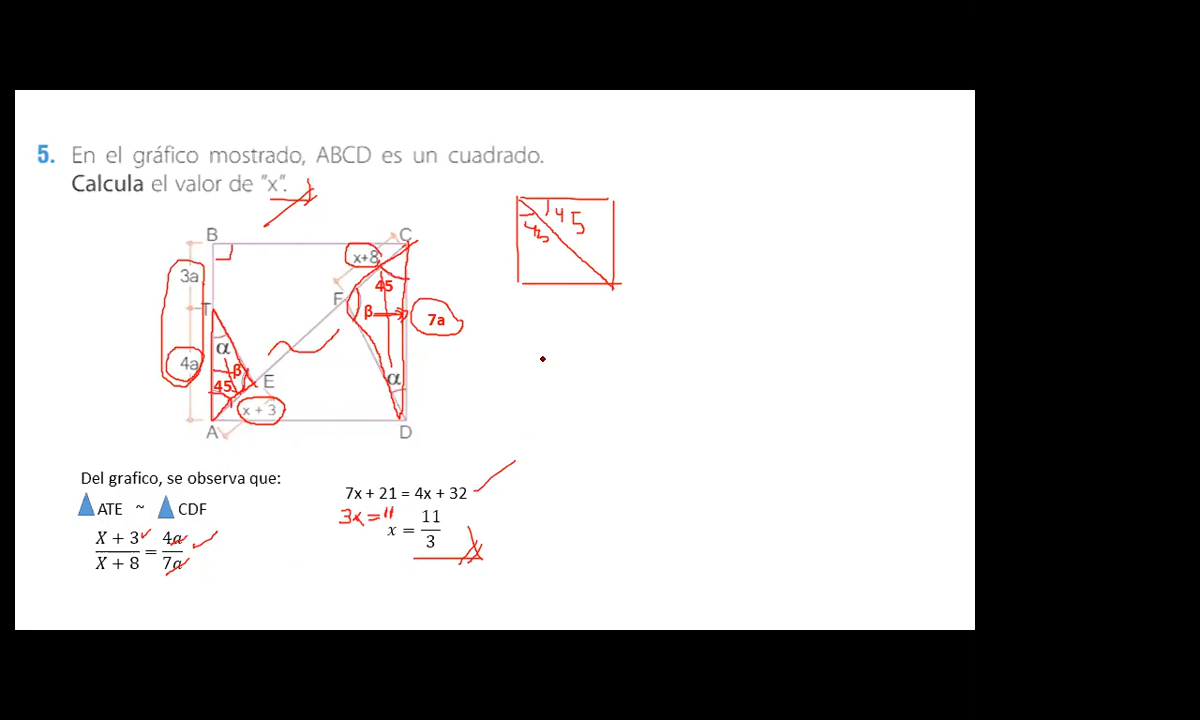 5. En el gráfico mostrado, ABCD es un cuadrado.
Calcula el valor de "x".
45
45
B
C
x+8
3a
45
F
T
β
7a
α
4a
β
E
α
45
x + 3
A
D
Del grafico, se observa que:
ATE ~ CDF
X + 3
X + 8
=
4a
7a
7x + 21 = 4x + 32
3x = 11
x = 11
3